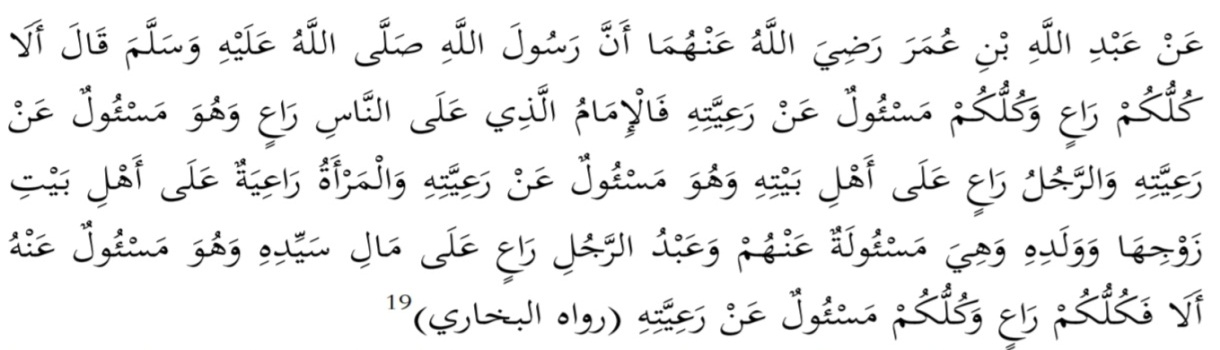 عَنْ عَبْدِ اللَّهِ بْنِ عُمَرَ رَضِيَ اللَّهُ عَنْهُمَا أَنَّ رَسُولَ اللَّهِ صَلَّى اللَّهُ عَلَيْهِ وَسَلَّمَ قَالَ أَلَا
كُلُّكُمْ رَاعٍ وَكُلُّكُمْ مَسْئُولٌ عَنْ رَعِيَّتِهِ فَالْإِمَامُ الَّذِي عَلَى النَّاسِ رَاعٍ وَهُوَ مَسْئُولٌ عَنْ
رَعِيَّتِهِ وَالرَّجُلُ رَاعٍ عَلَى أَهْلِ بَيْتِهِ وَهُوَ مَسْئُولٌ عَنْ رَعِيَّتِهِ وَالْمَرْأَةُ رَاعِيَةٌ عَلَى أَهْلِ بَيْتِ
زَوْجِهَا وَوَلَدِهِ وَهِيَ مَسْئُولَةٌ عَنْهُمْ وَعَبْدُ الرَّجُلِ رَاعٍ عَلَى مَالِ سَيِّدِهِ وَهُوَ مَسْئُولٌ عَنْهُ
أَلَا فَكُلُّكُمْ رَاعٍ وَكُلُّكُمْ مَسْئُولٌ عَنْ رَعِيَّتِهِ (رواه البخاري)19